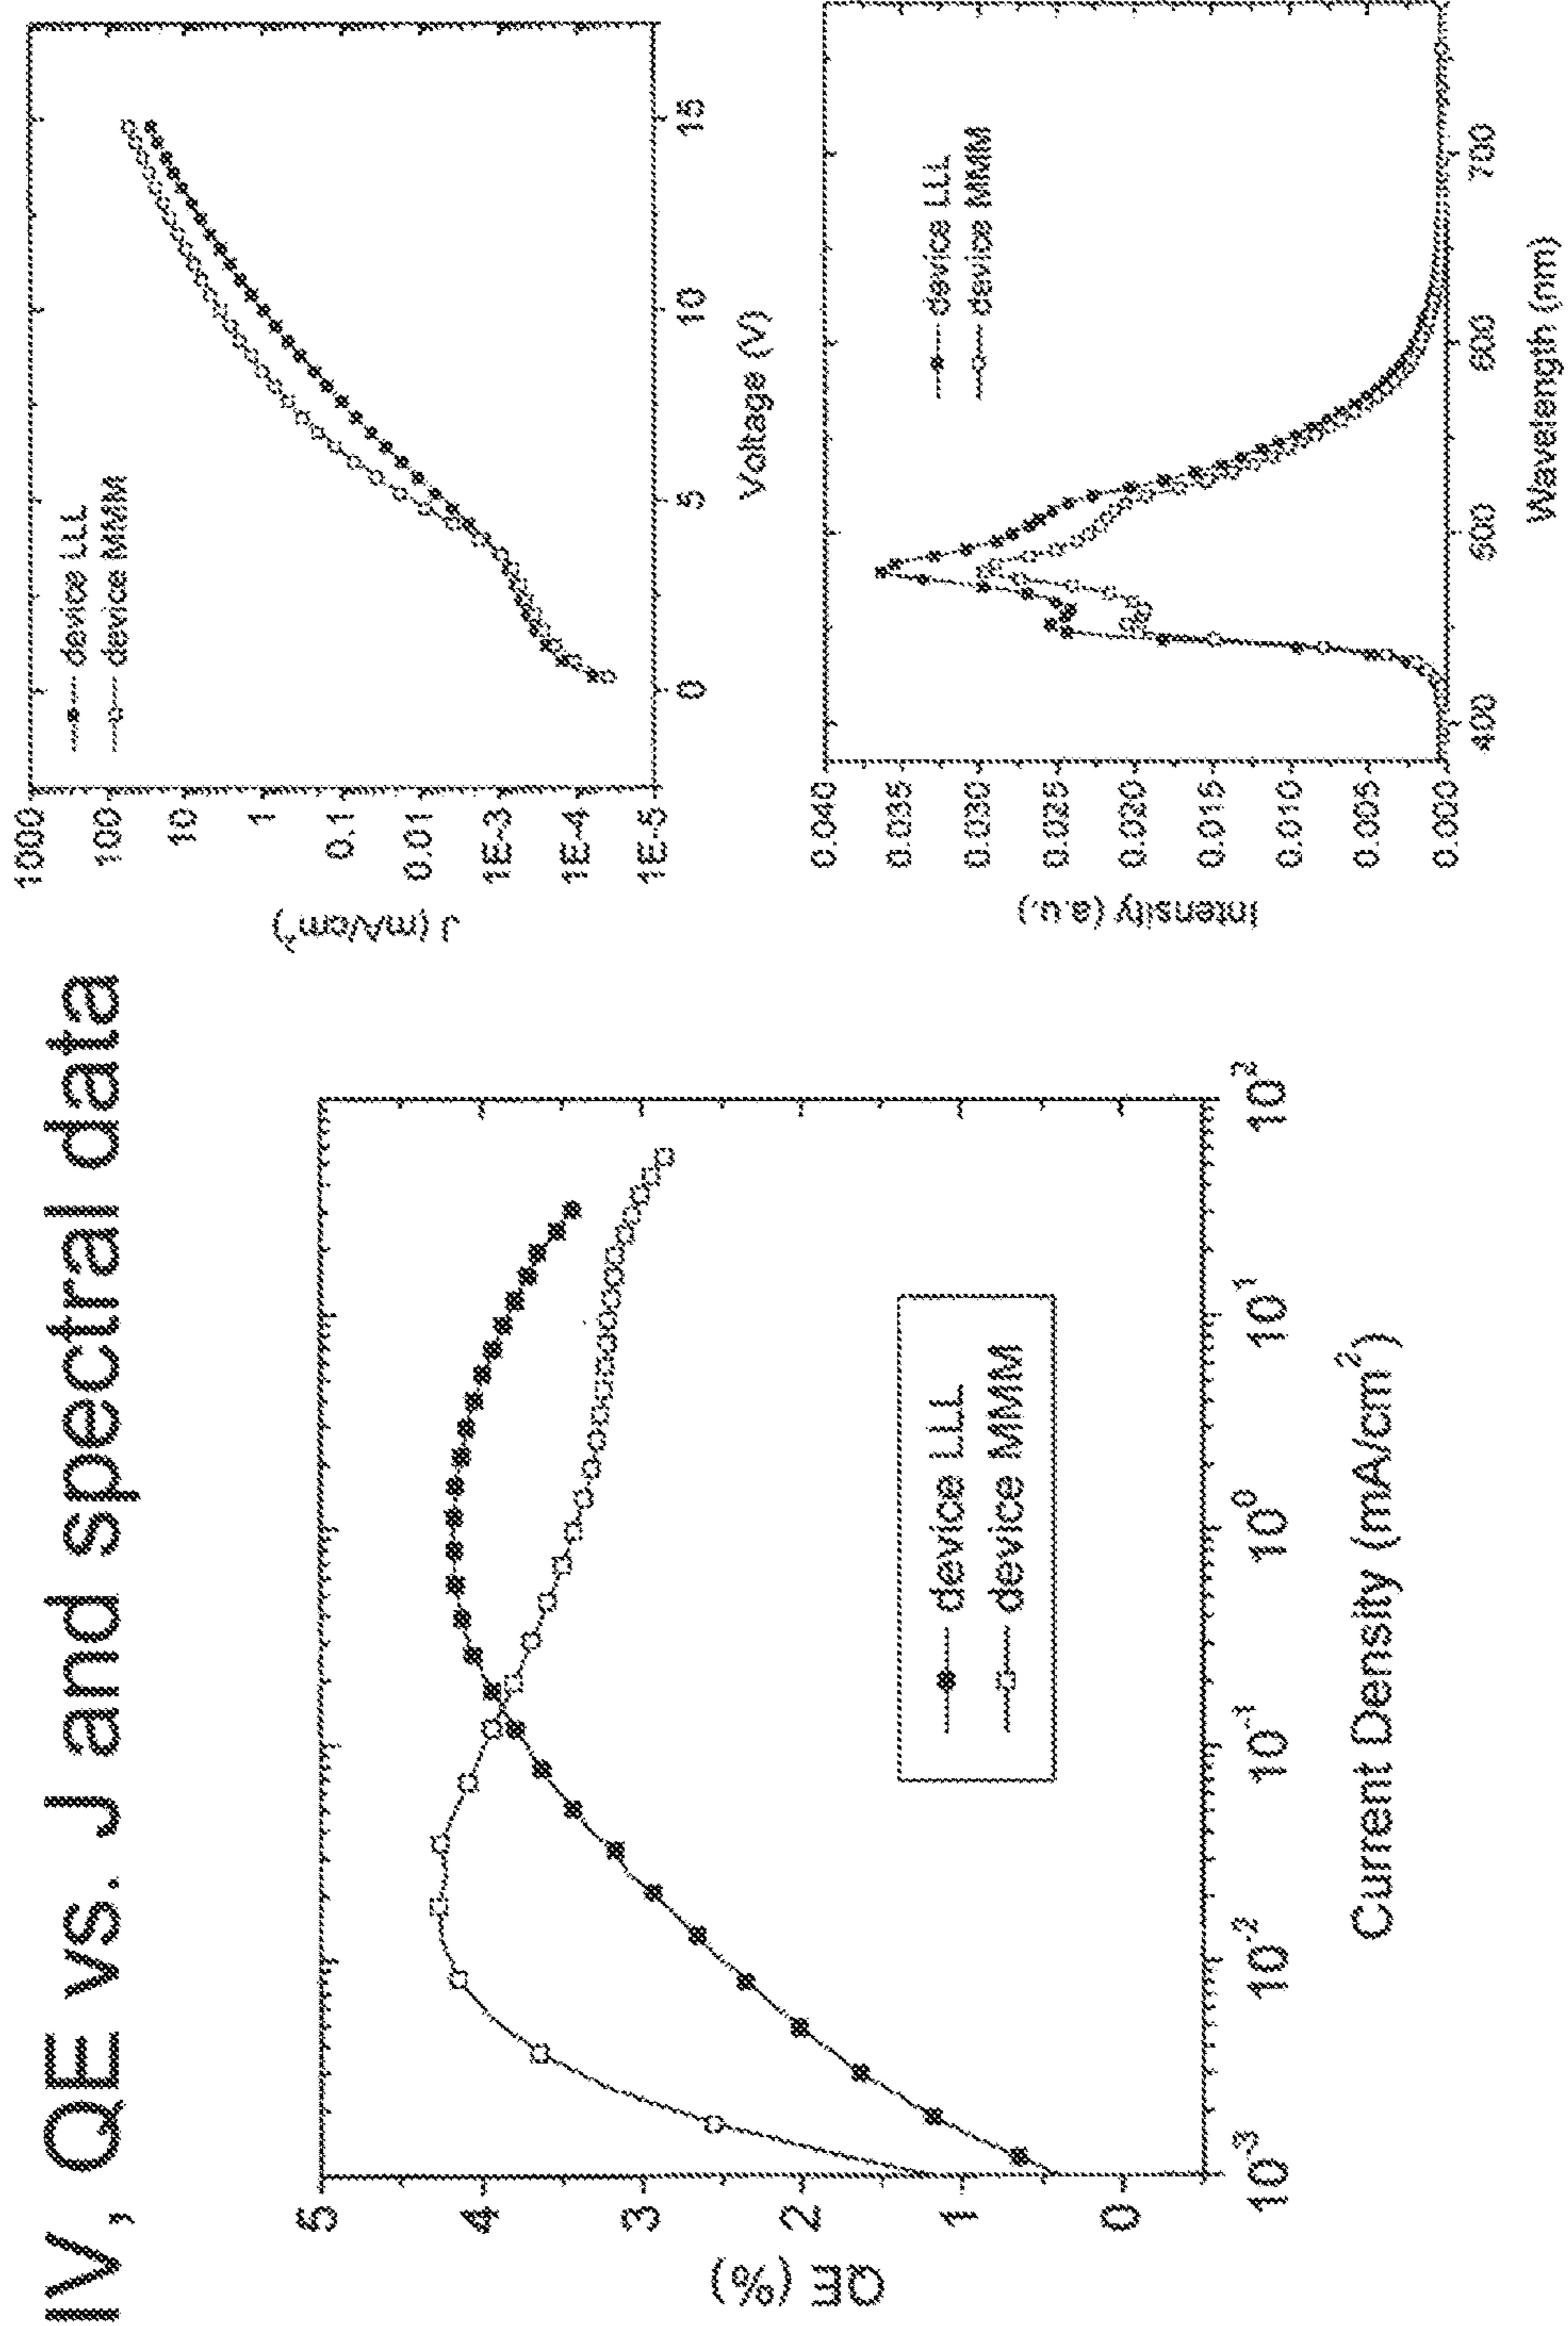 IV, QE vs. J and spectral data
QE (%)
5
4
3
2
1
0
10-3
10-2
10-1
100
101
102
Current Density (mA/cm2)
device LLL
device MMM
J (mA/cm2)
1000
100
10
1
0.1
0.01
1E-3
1E-4
1E-5
0
5
10
15
Voltage (V)
device LLL
device MMM
Intensity (a.u.)
0.040
0.035
0.030
0.025
0.020
0.015
0.010
0.005
0.000
400
500
600
700
Wavelength (nm)
device LLL
device MMM